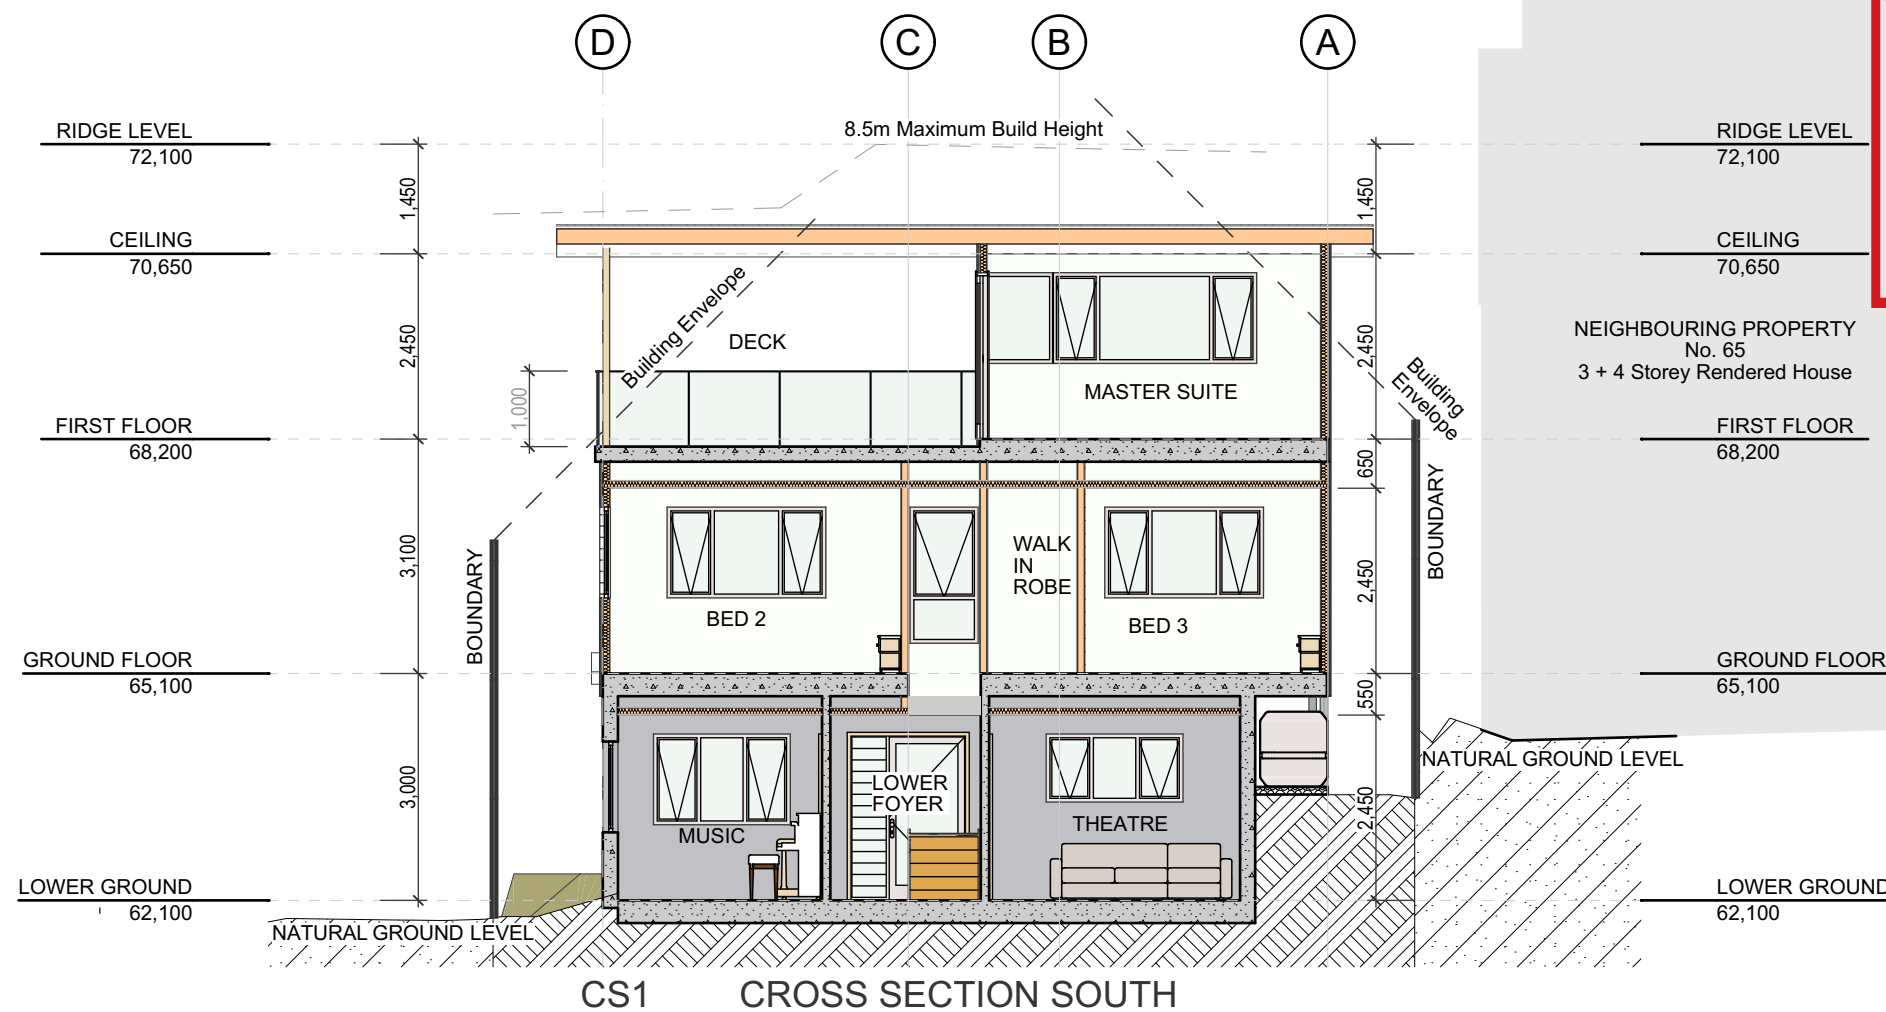 D
C
B
A
8.5m Maximum Build Height
RIDGE LEVEL
72,100
1,450
1,450
RIDGE LEVEL
72,100
CEILING
70,650
CEILING
70,650
Building Envelope
DECK
2,450
2,450
NEIGHBOURING PROPERTY
No. 65
3 + 4 Storey Rendered House
1,000
MASTER SUITE
Building
Envelope
FIRST FLOOR
68,200
FIRST FLOOR
68,200
650
BOUNDARY
3,100
WALK
IN
ROBE
2,450
BOUNDARY
BED 2
BED 3
GROUND FLOOR
65,100
GROUND FLOOR
65,100
550
NATURAL GROUND LEVEL
3,000
LOWER
FOYER
2,450
MUSIC
THEATRE
LOWER GROUND
62,100
LOWER GROUND
62,100
NATURAL GROUND LEVEL
CS1 CROSS SECTION SOUTH